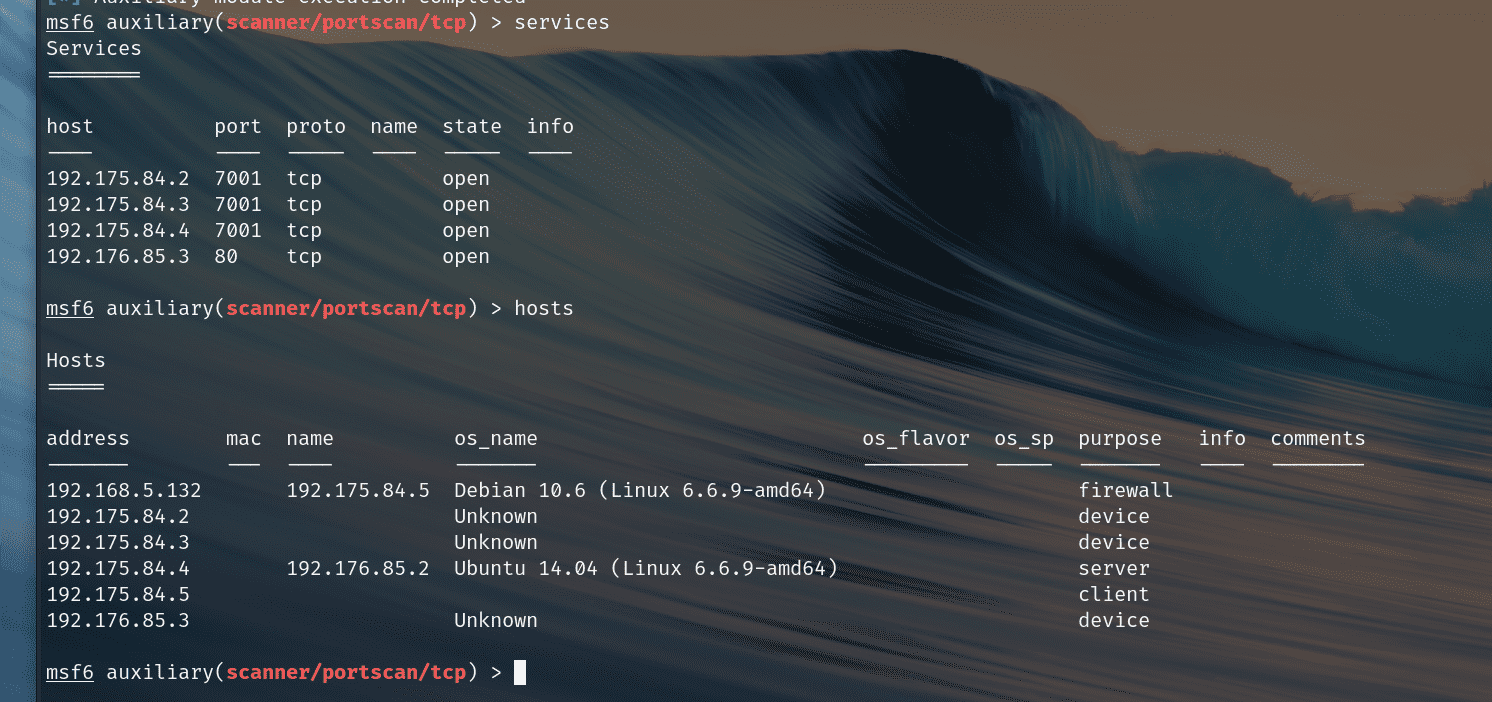 [*] Auxiliary module execution completed
msf6 auxiliary(scanner/portscan/tcp) > services
Services
========
host port proto name state info
---- ---- ----- ---- ----- ----
192.175.84.2 7001 tcp open
192.175.84.3 7001 tcp open
192.175.84.4 7001 tcp open
192.176.85.3 80 tcp open
msf6 auxiliary(scanner/portscan/tcp) > hosts
Hosts
=====
address mac name os_name os_flavor os_sp purpose info comments
------- --- ---- ------- --------- ----- ------- ---- --------
192.168.5.132 192.175.84.5 Debian 10.6 (Linux 6.6.9-amd64) firewall
192.175.84.2 Unknown device
192.175.84.3 Unknown device
192.175.84.4 192.176.85.2 Ubuntu 14.04 (Linux 6.6.9-amd64) server
192.175.84.5 client
192.176.85.3 Unknown device
msf6 auxiliary(scanner/portscan/tcp) >